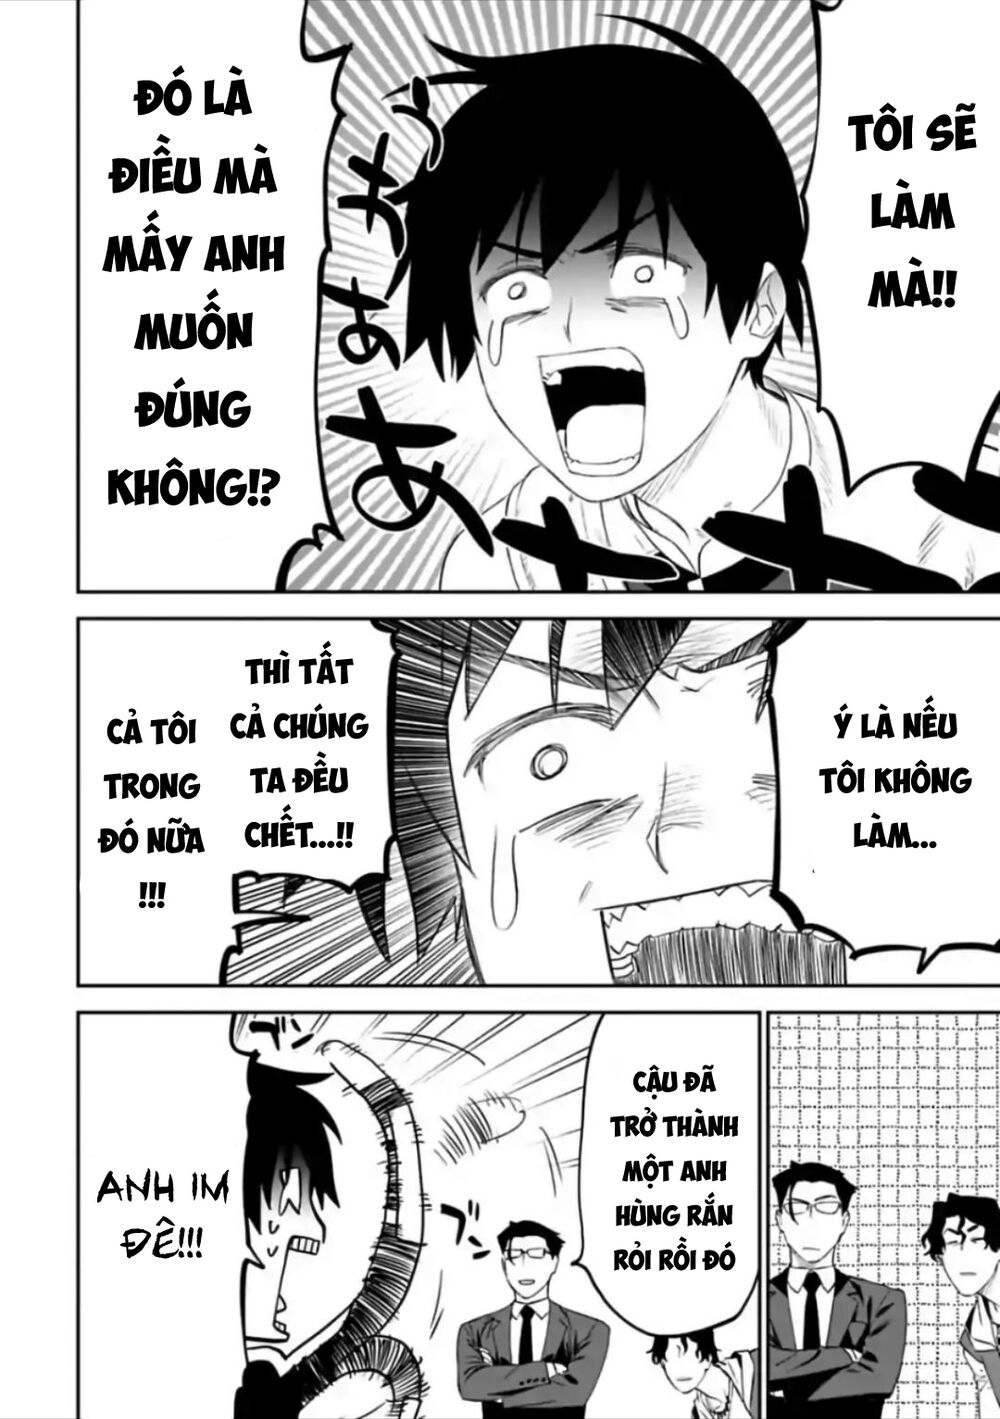 TÔI SẼ
LÀM
MÀ!!
ĐÓ LÀ
ĐIỀU MÀ
MẤY ANH
MUỐN
ĐÚNG
KHÔNG!?
Ý LÀ NẾU
TÔI KHÔNG
LÀM...
THÌ TẤT
CẢ CHÚNG
TA ĐỀU
CHẾT...!!
CẢ TÔI
TRONG
ĐÓ NỮA
!!!
CẬU ĐÃ
TRỞ THÀNH
MỘT ANH
HÙNG RẮN
RỎI RỒI ĐÓ
ANH IM
ĐÊ!!!